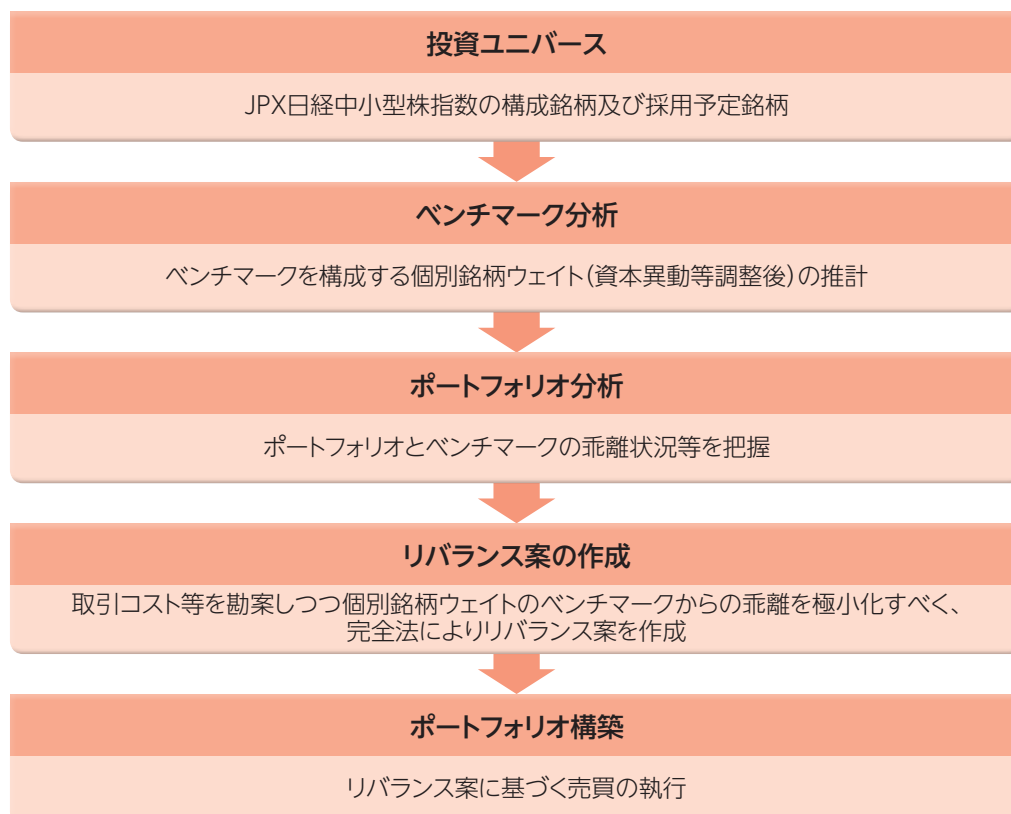 投資ユニバース
JPX日経中小型株指数の構成銘柄及び採用予定銘柄
ベンチマーク分析
ベンチマークを構成する個別銘柄ウェイト(資本異動等調整後)の推計
ポートフォリオ分析
ポートフォリオとベンチマークの乖離状況等を把握
リバランス案の作成
取引コスト等を勘案しつつ個別銘柄ウェイトのベンチマークからの乖離を極小化すべく、
完全法によりリバランス案を作成
ポートフォリオ構築
リバランス案に基づく売買の執行